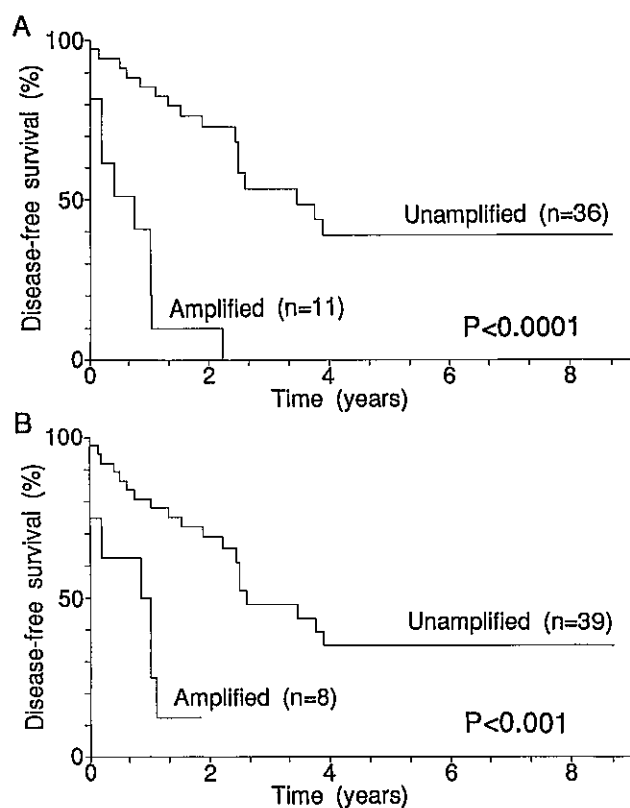 A
100
50
0
Disease-free survival (%)
Unamplified (n=36)
Amplified (n=11)
P<0.0001
0 2 4 6 8
Time (years)
B
100
50
0
Disease-free survival (%)
Unamplified (n=39)
Amplified (n=8)
P<0.001
0 2 4 6 8
Time (years)